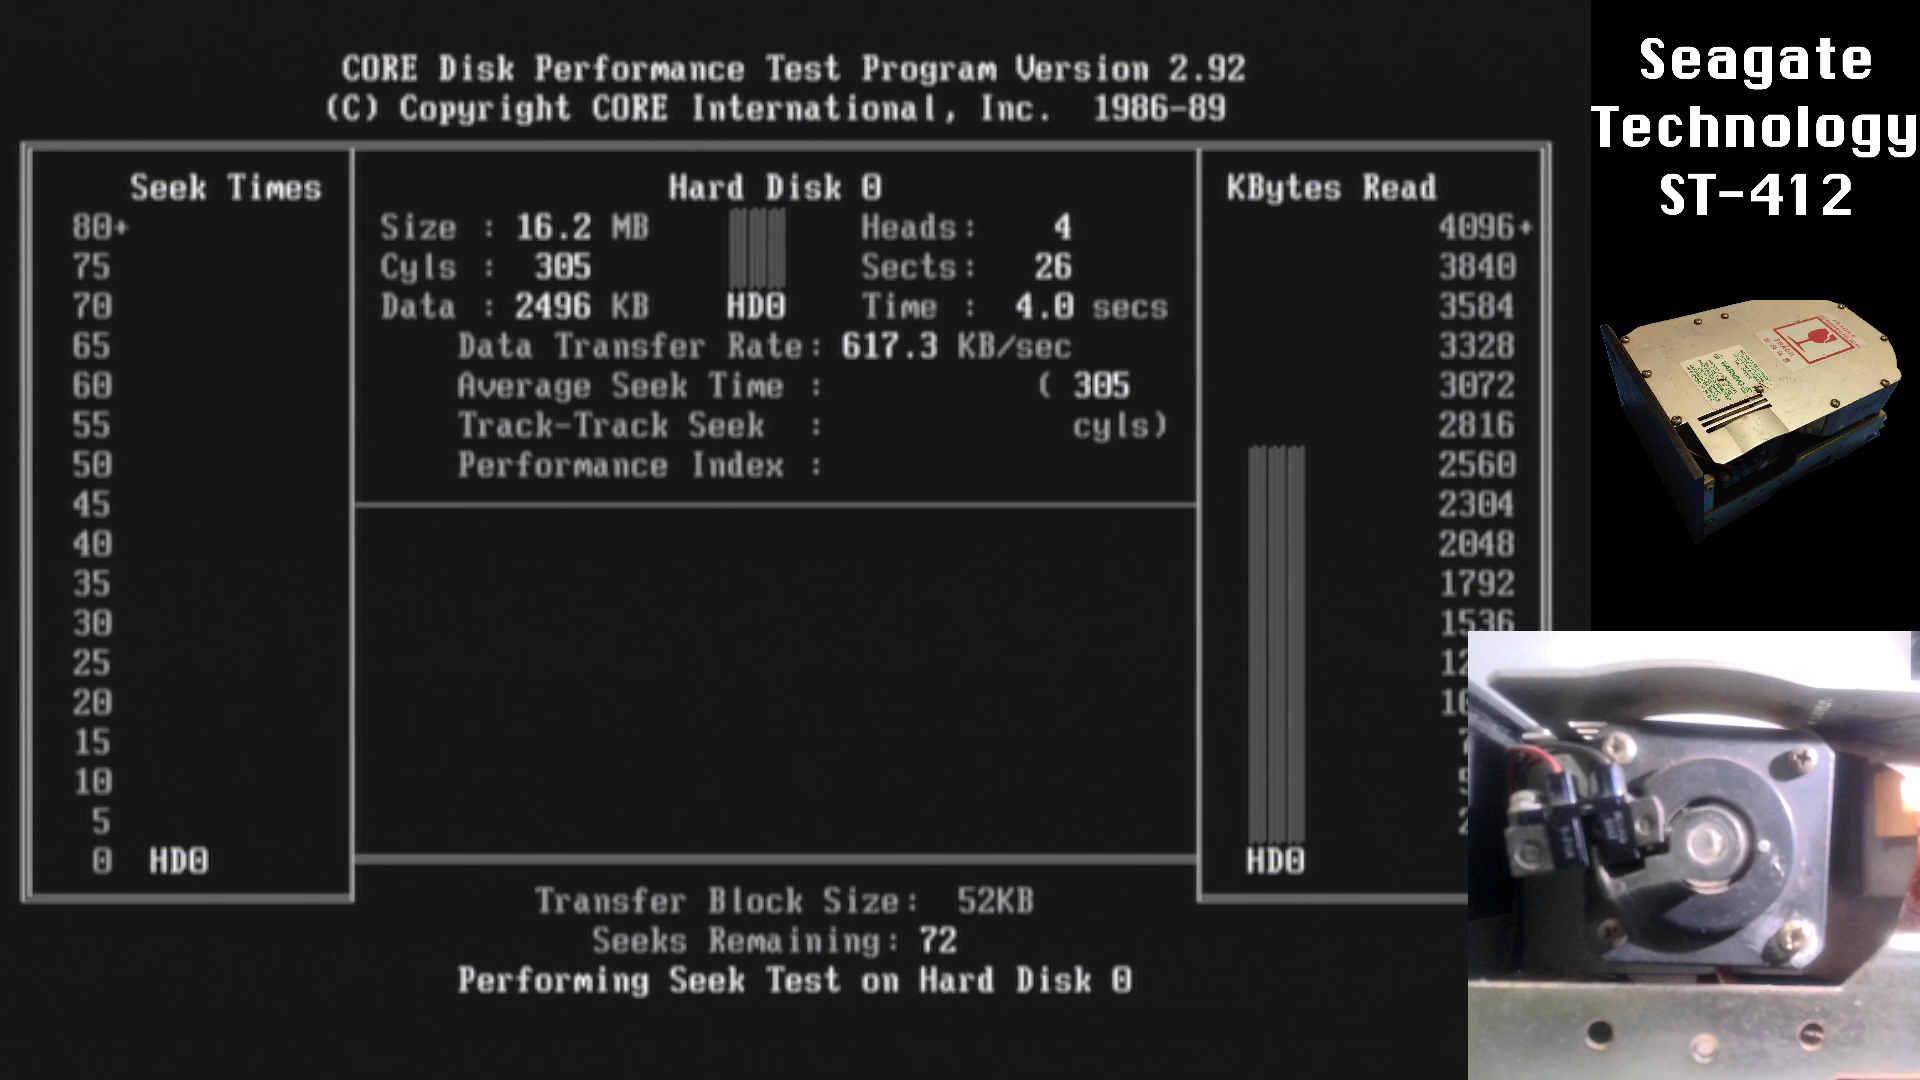 CORE Disk Performance Test Program Version 2.92
(C) Copyright CORE International, Inc. 1986-89
Seek Times
80+
75
70
65
60
55
50
45
40
35
30
25
20
15
10
5
0 HD0
Hard Disk 0
Size : 16.2 MB Heads: 4
Cyls : 305 Sects: 26
Data : 2496 KB HD0 Time : 4.0 secs
Data Transfer Rate: 617.3 KB/sec
Average Seek Time : ( 305
Track-Track Seek : cyls)
Performance Index :
KBytes Read
4096+
3840
3584
3328
3072
2816
2560
2304
2048
1792
1536
HD0
Transfer Block Size: 52KB
Seeks Remaining: 72
Performing Seek Test on Hard Disk 0
Seagate
Technology
ST-412